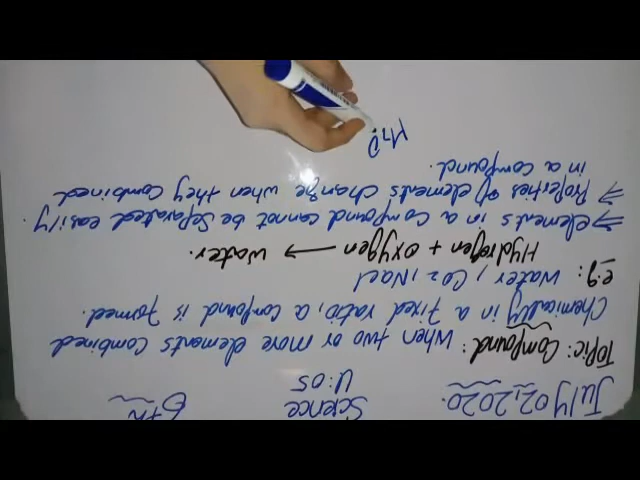 July 02, 2020. Science 6th
U:05
Topic: Compound: When two or more elements combined
Chemically in a fixed ratio, a compound is formed.
e.g: Water, Co₂, Nacl
Hydrogen + oxygen → water.
⇒ elements in a compound cannot be separated easily.
⇒ Properties of elements change when they combined
in a compound.
H₂O